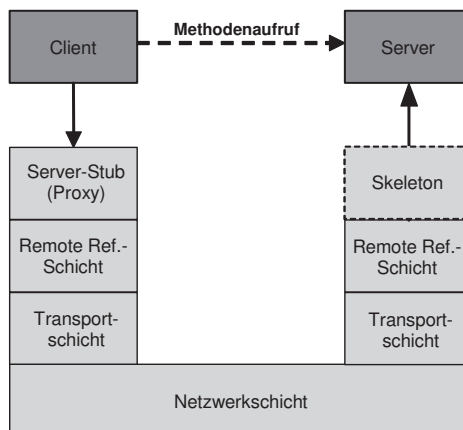 Client
Methodenaufruf
Server
Server-Stub
(Proxy)
Skeleton
Remote Ref.-
Schicht
Remote Ref.-
Schicht
Transport-
schicht
Transport-
schicht
Netzwerkschicht